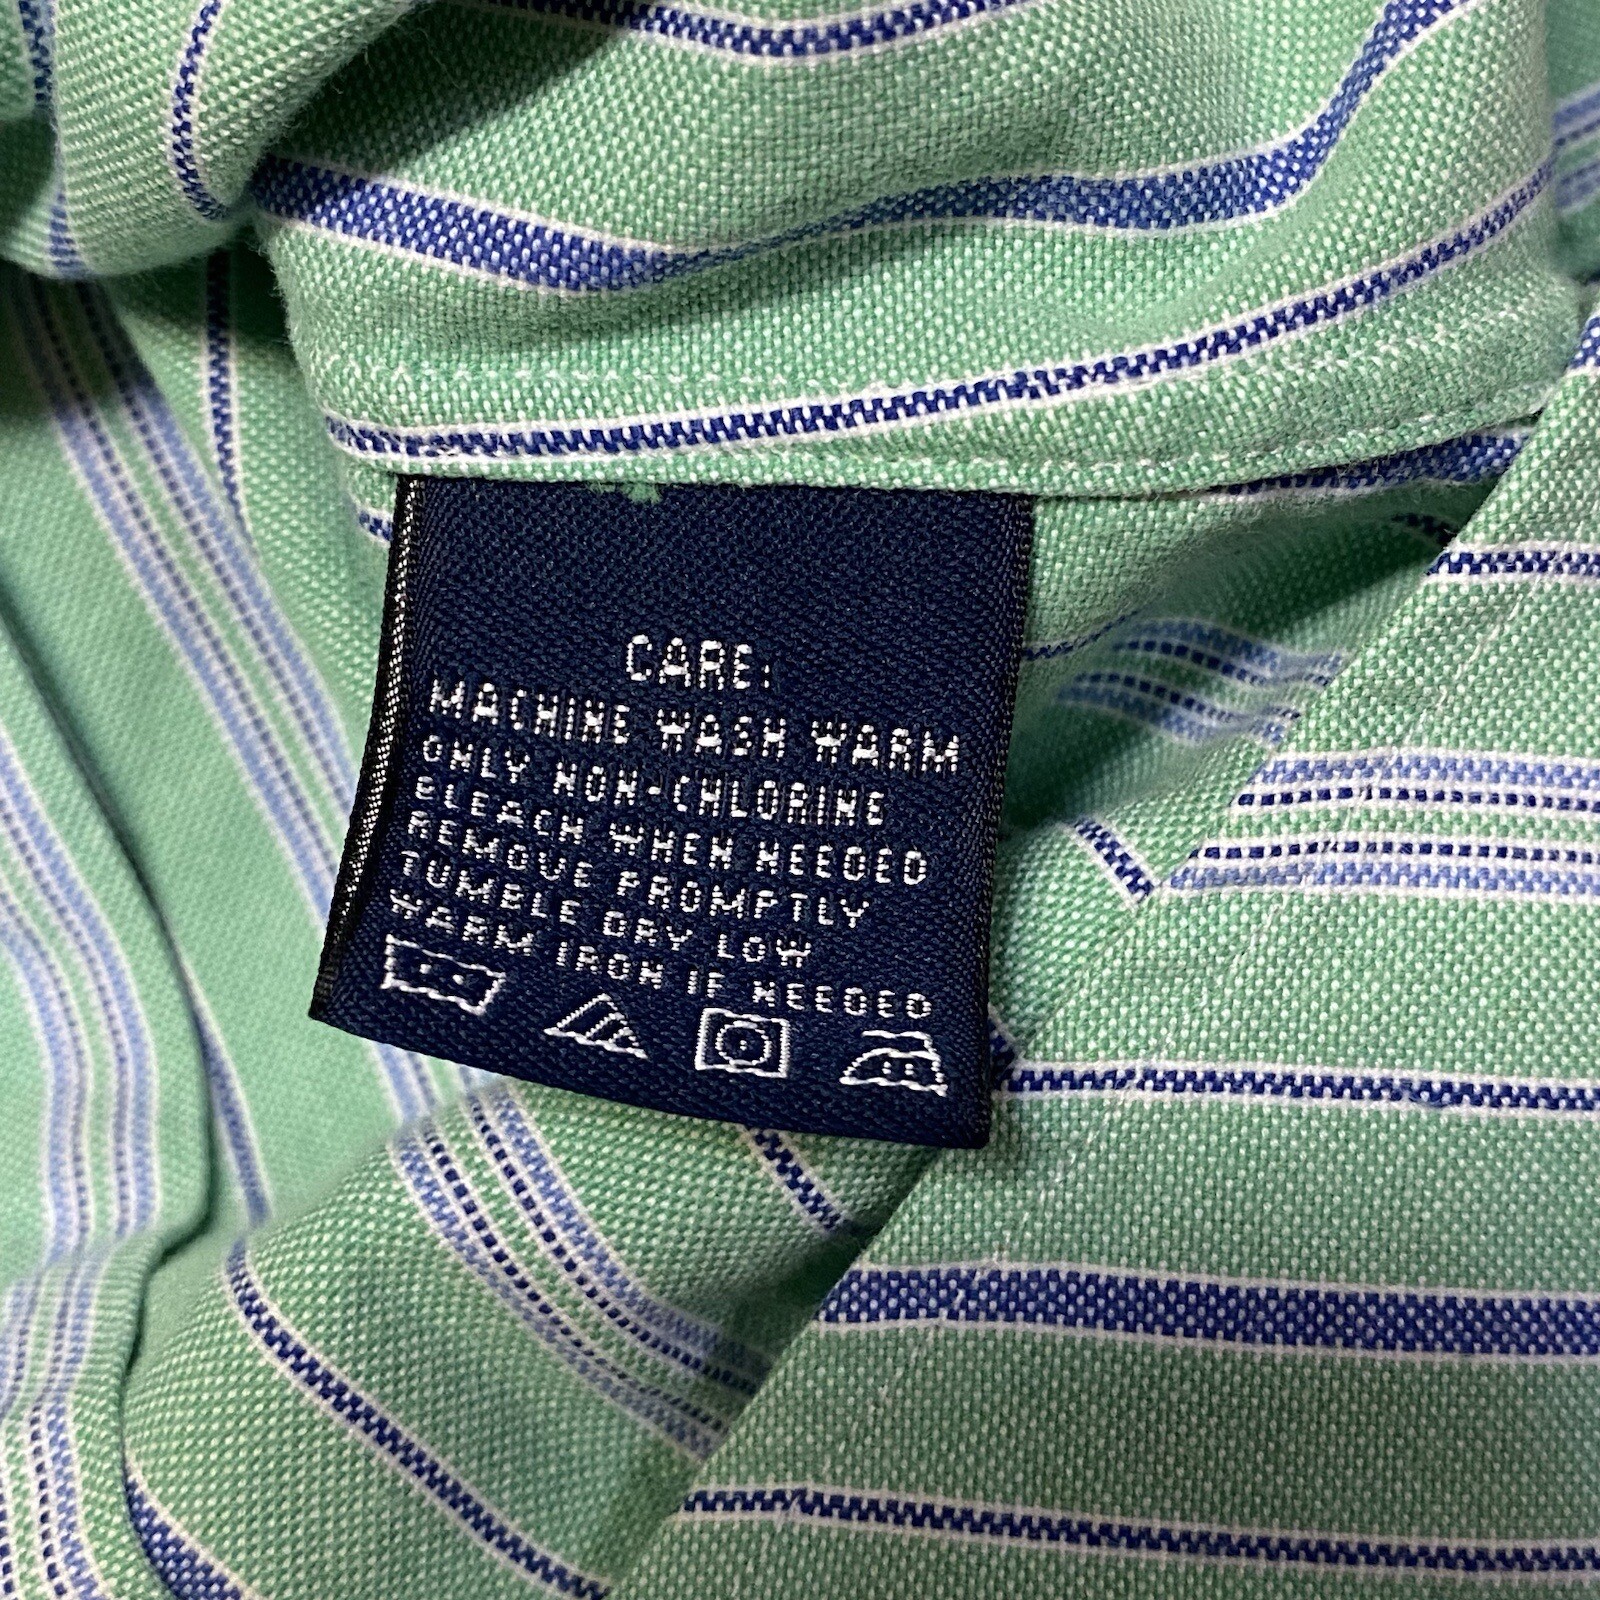 CARE:
MACHINE WASH WARM
ONLY NON-CHLORINE
BLEACH WHEN NEEDED
REMOVE PROMPTLY
TUMBLE DRY LOW
WARM IRON IF NEEDED